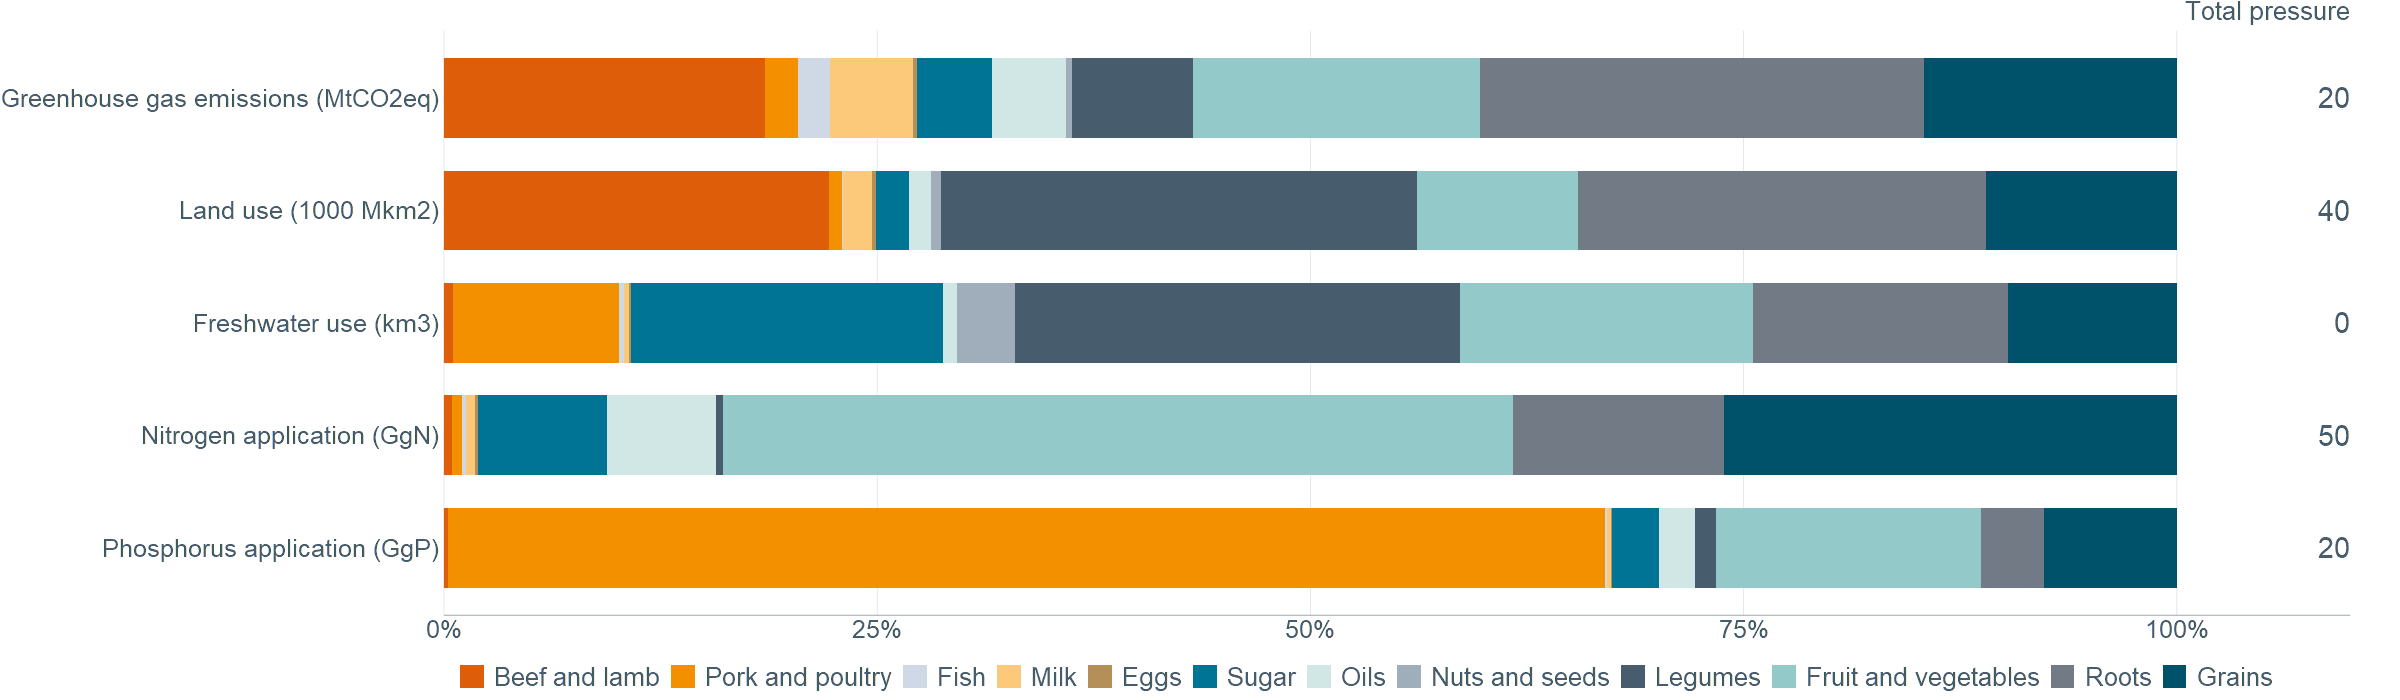 Total pressure
Greenhouse gas emissions (MtCO2eq) 20
Land use (1000 Mkm2) 40
Freshwater use (km3) 0
Nitrogen application (GgN) 50
Phosphorus application (GgP) 20
0% 25% 50% 75% 100%
Beef and lamb Pork and poultry Fish Milk Eggs Sugar Oils Nuts and seeds Legumes Fruit and vegetables Roots Grains